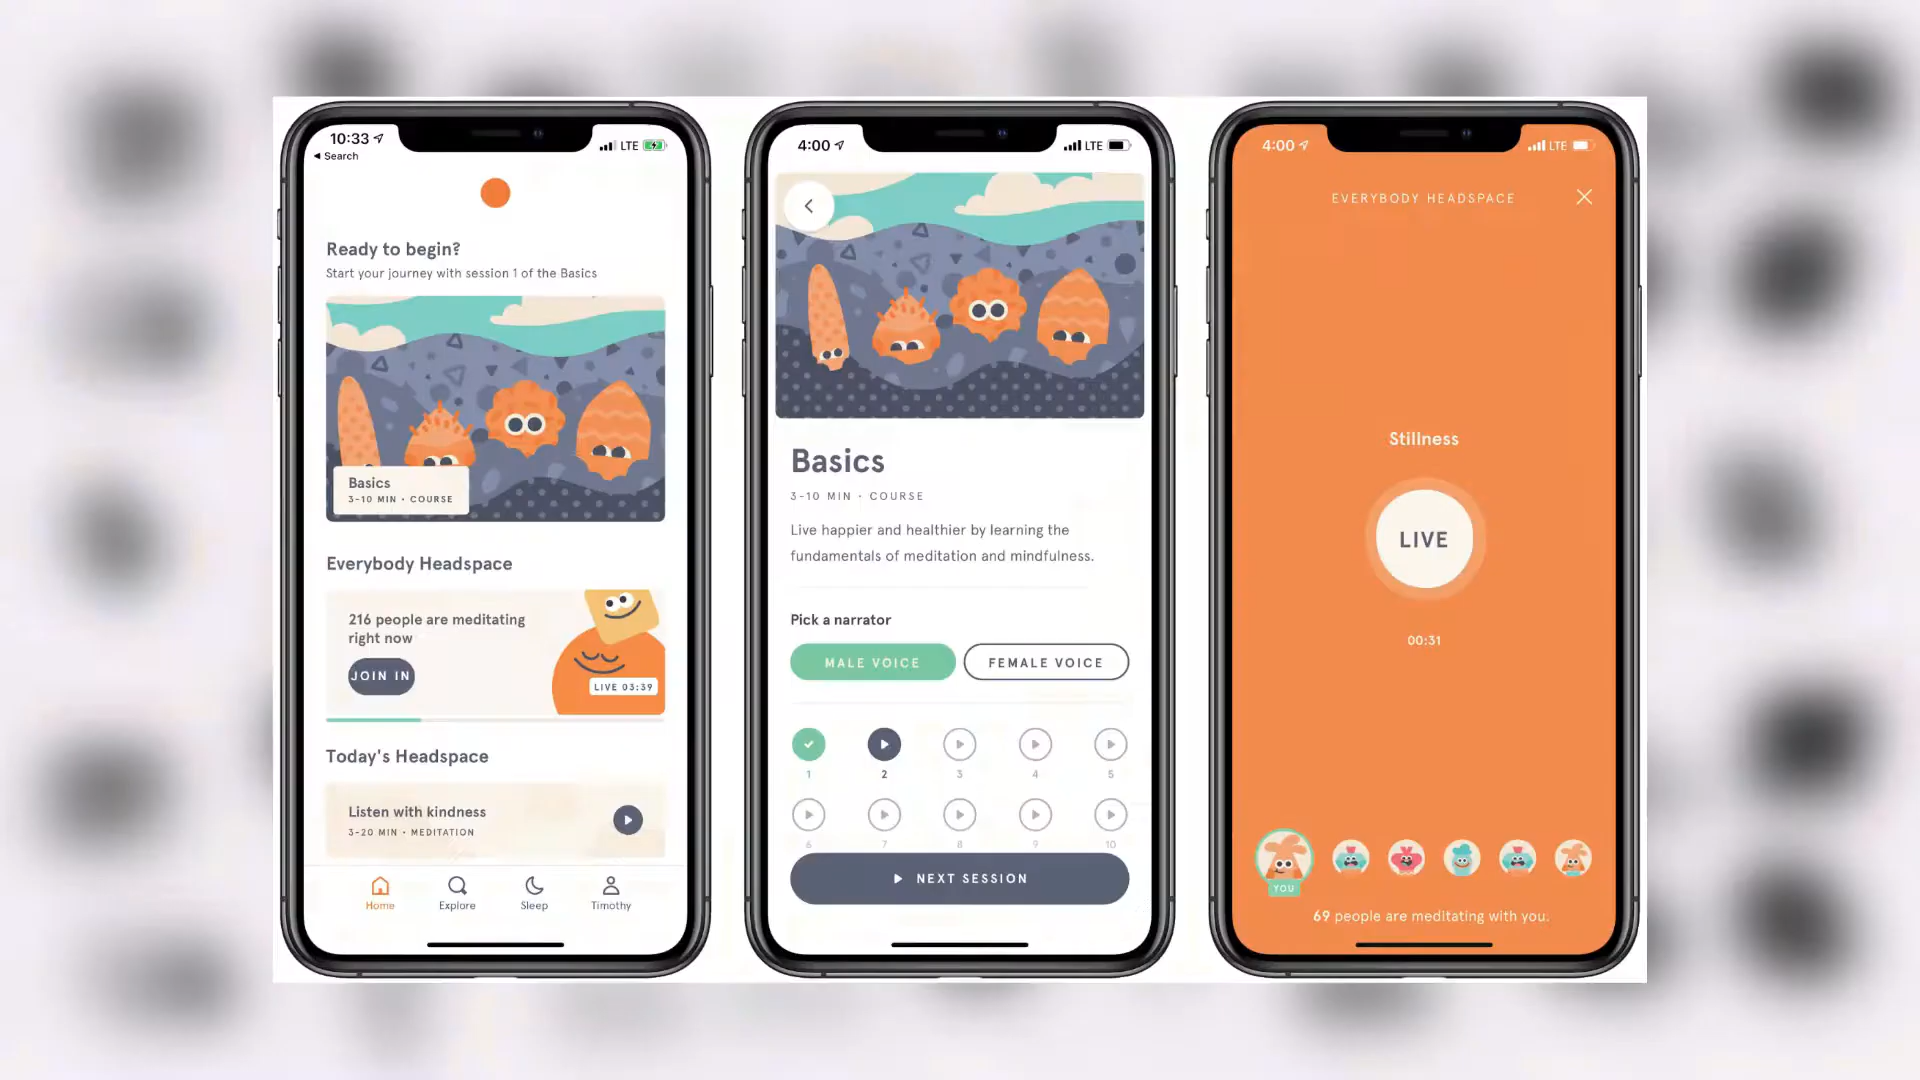 10:33
LTE
Search
Ready to begin?
Start your journey with session 1 of the Basics
Basics
3-10 MIN · COURSE
Everybody Headspace
216 people are meditating
right now
JOIN IN
LIVE 03:39
Today's Headspace
Listen with kindness
3-20 MIN · MEDITATION
Home
Explore
Sleep
Timothy
4:00
LTE
Basics
3-10 MIN · COURSE
Live happier and healthier by learning the
fundamentals of meditation and mindfulness.
Pick a narrator
MALE VOICE
FEMALE VOICE
1 2 3 4 5
6 7 8 9 10
NEXT SESSION
4:00
LTE
EVERYBODY HEADSPACE
Stillness
LIVE
00:31
YOU
69 people are meditating with you.